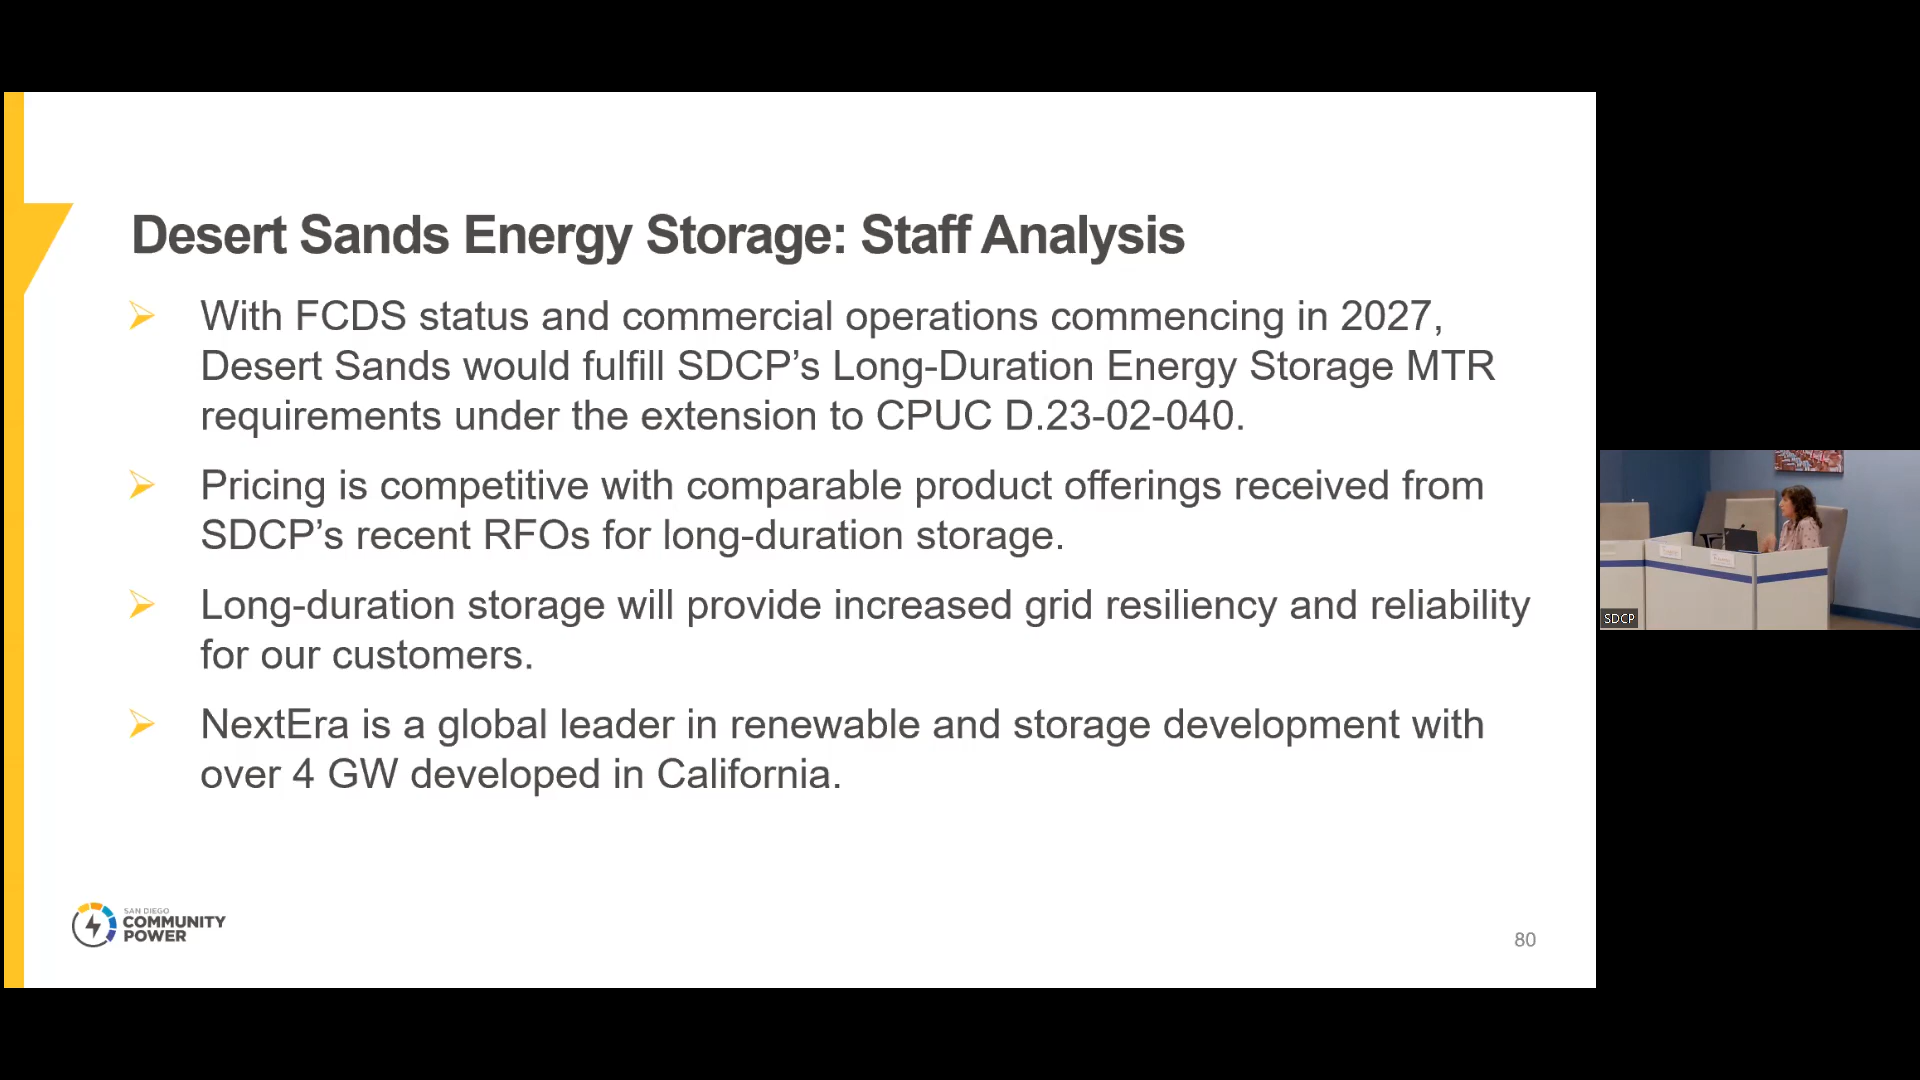 Desert Sands Energy Storage: Staff Analysis
With FCDS status and commercial operations commencing in 2027,
Desert Sands would fulfill SDCP’s Long-Duration Energy Storage MTR
requirements under the extension to CPUC D.23-02-040.
Pricing is competitive with comparable product offerings received from
SDCP’s recent RFOs for long-duration storage.
Long-duration storage will provide increased grid resiliency and reliability
for our customers.
NextEra is a global leader in renewable and storage development with
over 4 GW developed in California.
SAN DIEGO
COMMUNITY
POWER
80
SDCP